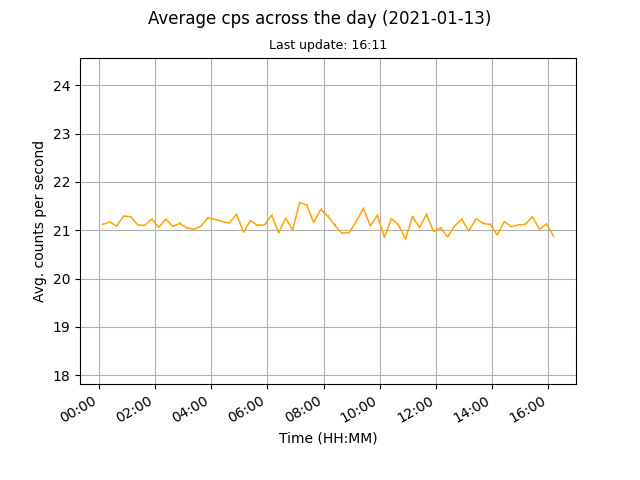 Average cps across the day (2021-01-13)
Last update: 16:11
Avg. counts per second
24
23
22
21
20
19
18
00:00 02:00 04:00 06:00 08:00 10:00 12:00 14:00 16:00
Time (HH:MM)